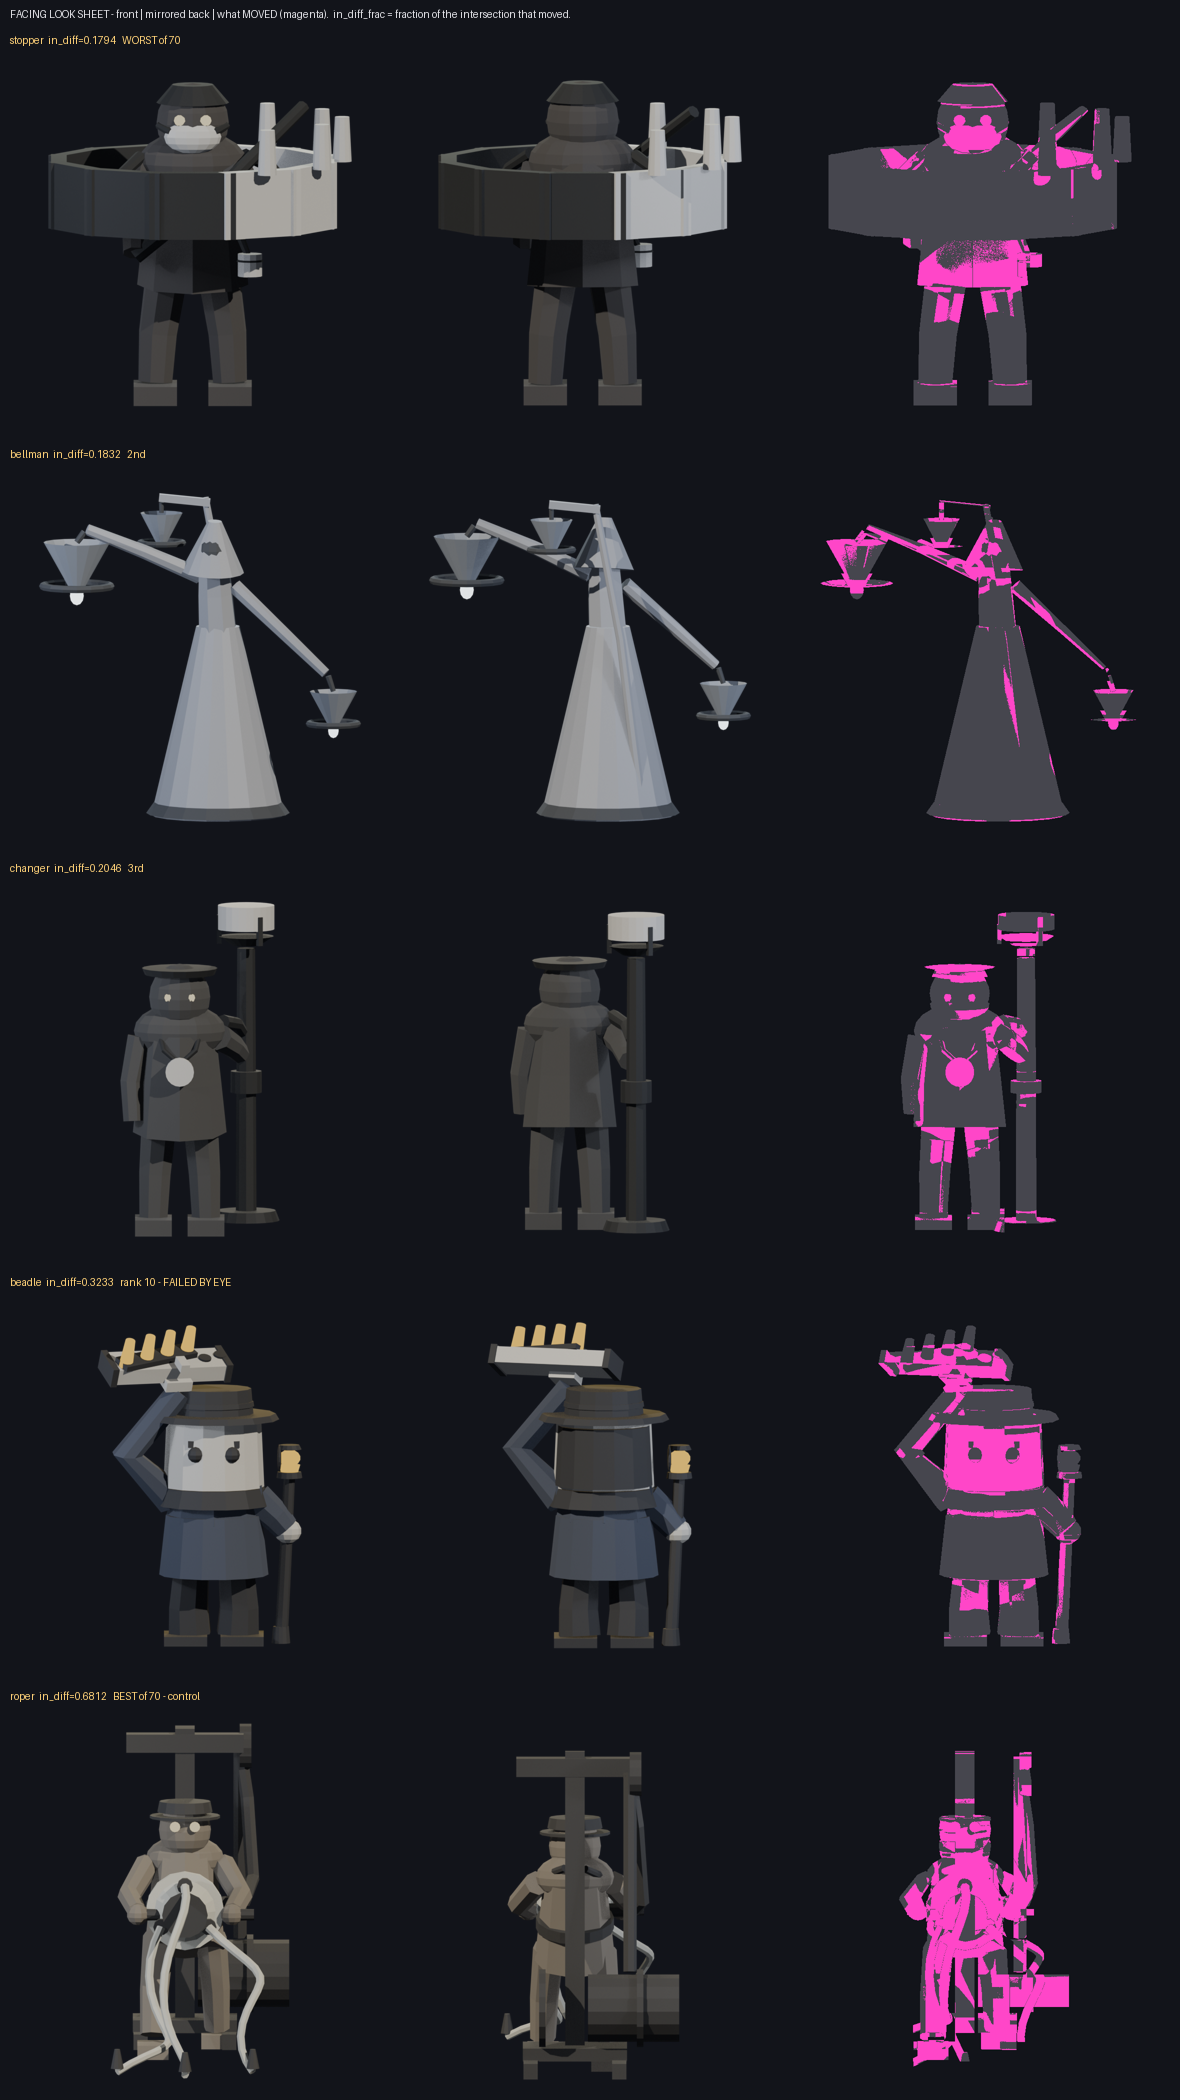 FACING LOOK SHEET - front | mirrored back | what MOVED (magenta).  in_diff_frac = fraction of the intersection that moved.
stopper  in_diff=0.1794   WORST of 70
bellman  in_diff=0.1832   2nd
changer  in_diff=0.2046   3rd
beadle  in_diff=0.3233   rank 10 - FAILED BY EYE
roper  in_diff=0.6812   BEST of 70 - control